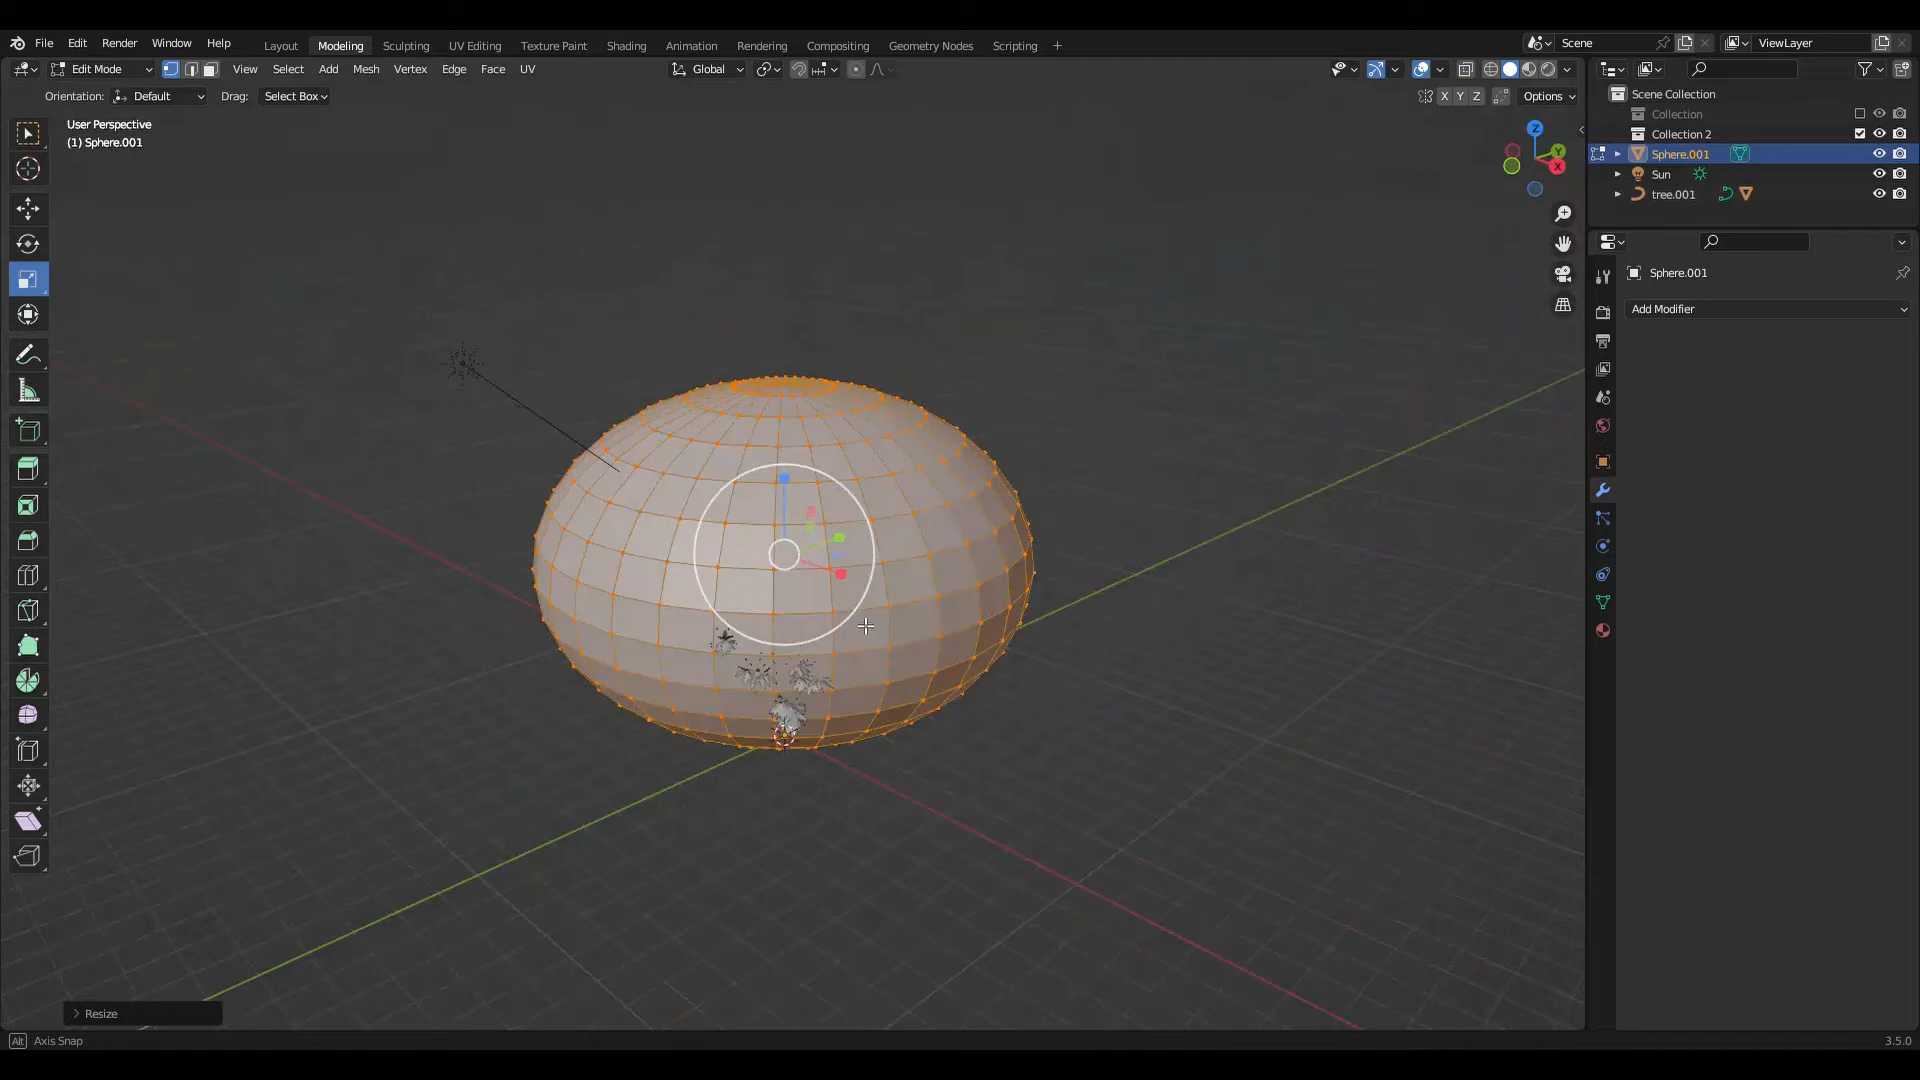 File Edit Render Window Help Layout Modeling Sculpting UV Editing Texture Paint Shading Animation Rendering Compositing Geometry Nodes Scripting + Scene ViewLayer
Edit Mode View Select Add Mesh Vertex Edge Face UV Global
Orientation: Default Drag: Select Box X Y Z Options
User Perspective
(1) Sphere.001
Z
Y
X
Scene Collection
Collection
Collection 2
Sphere.001
Sun
tree.001
Sphere.001
Add Modifier
Resize
Alt Axis Snap 3.5.0